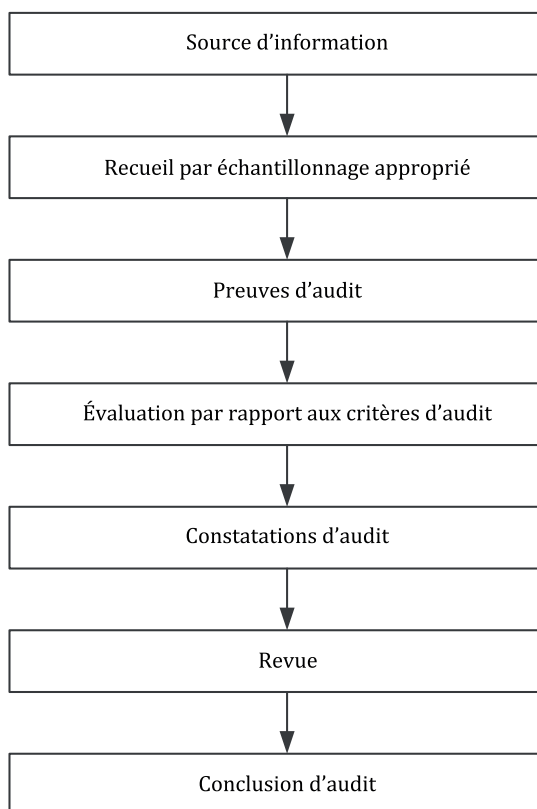 Source d’information
Recueil par échantillonnage approprié
Preuves d’audit
Évaluation par rapport aux critères d’audit
Constatations d’audit
Revue
Conclusion d’audit